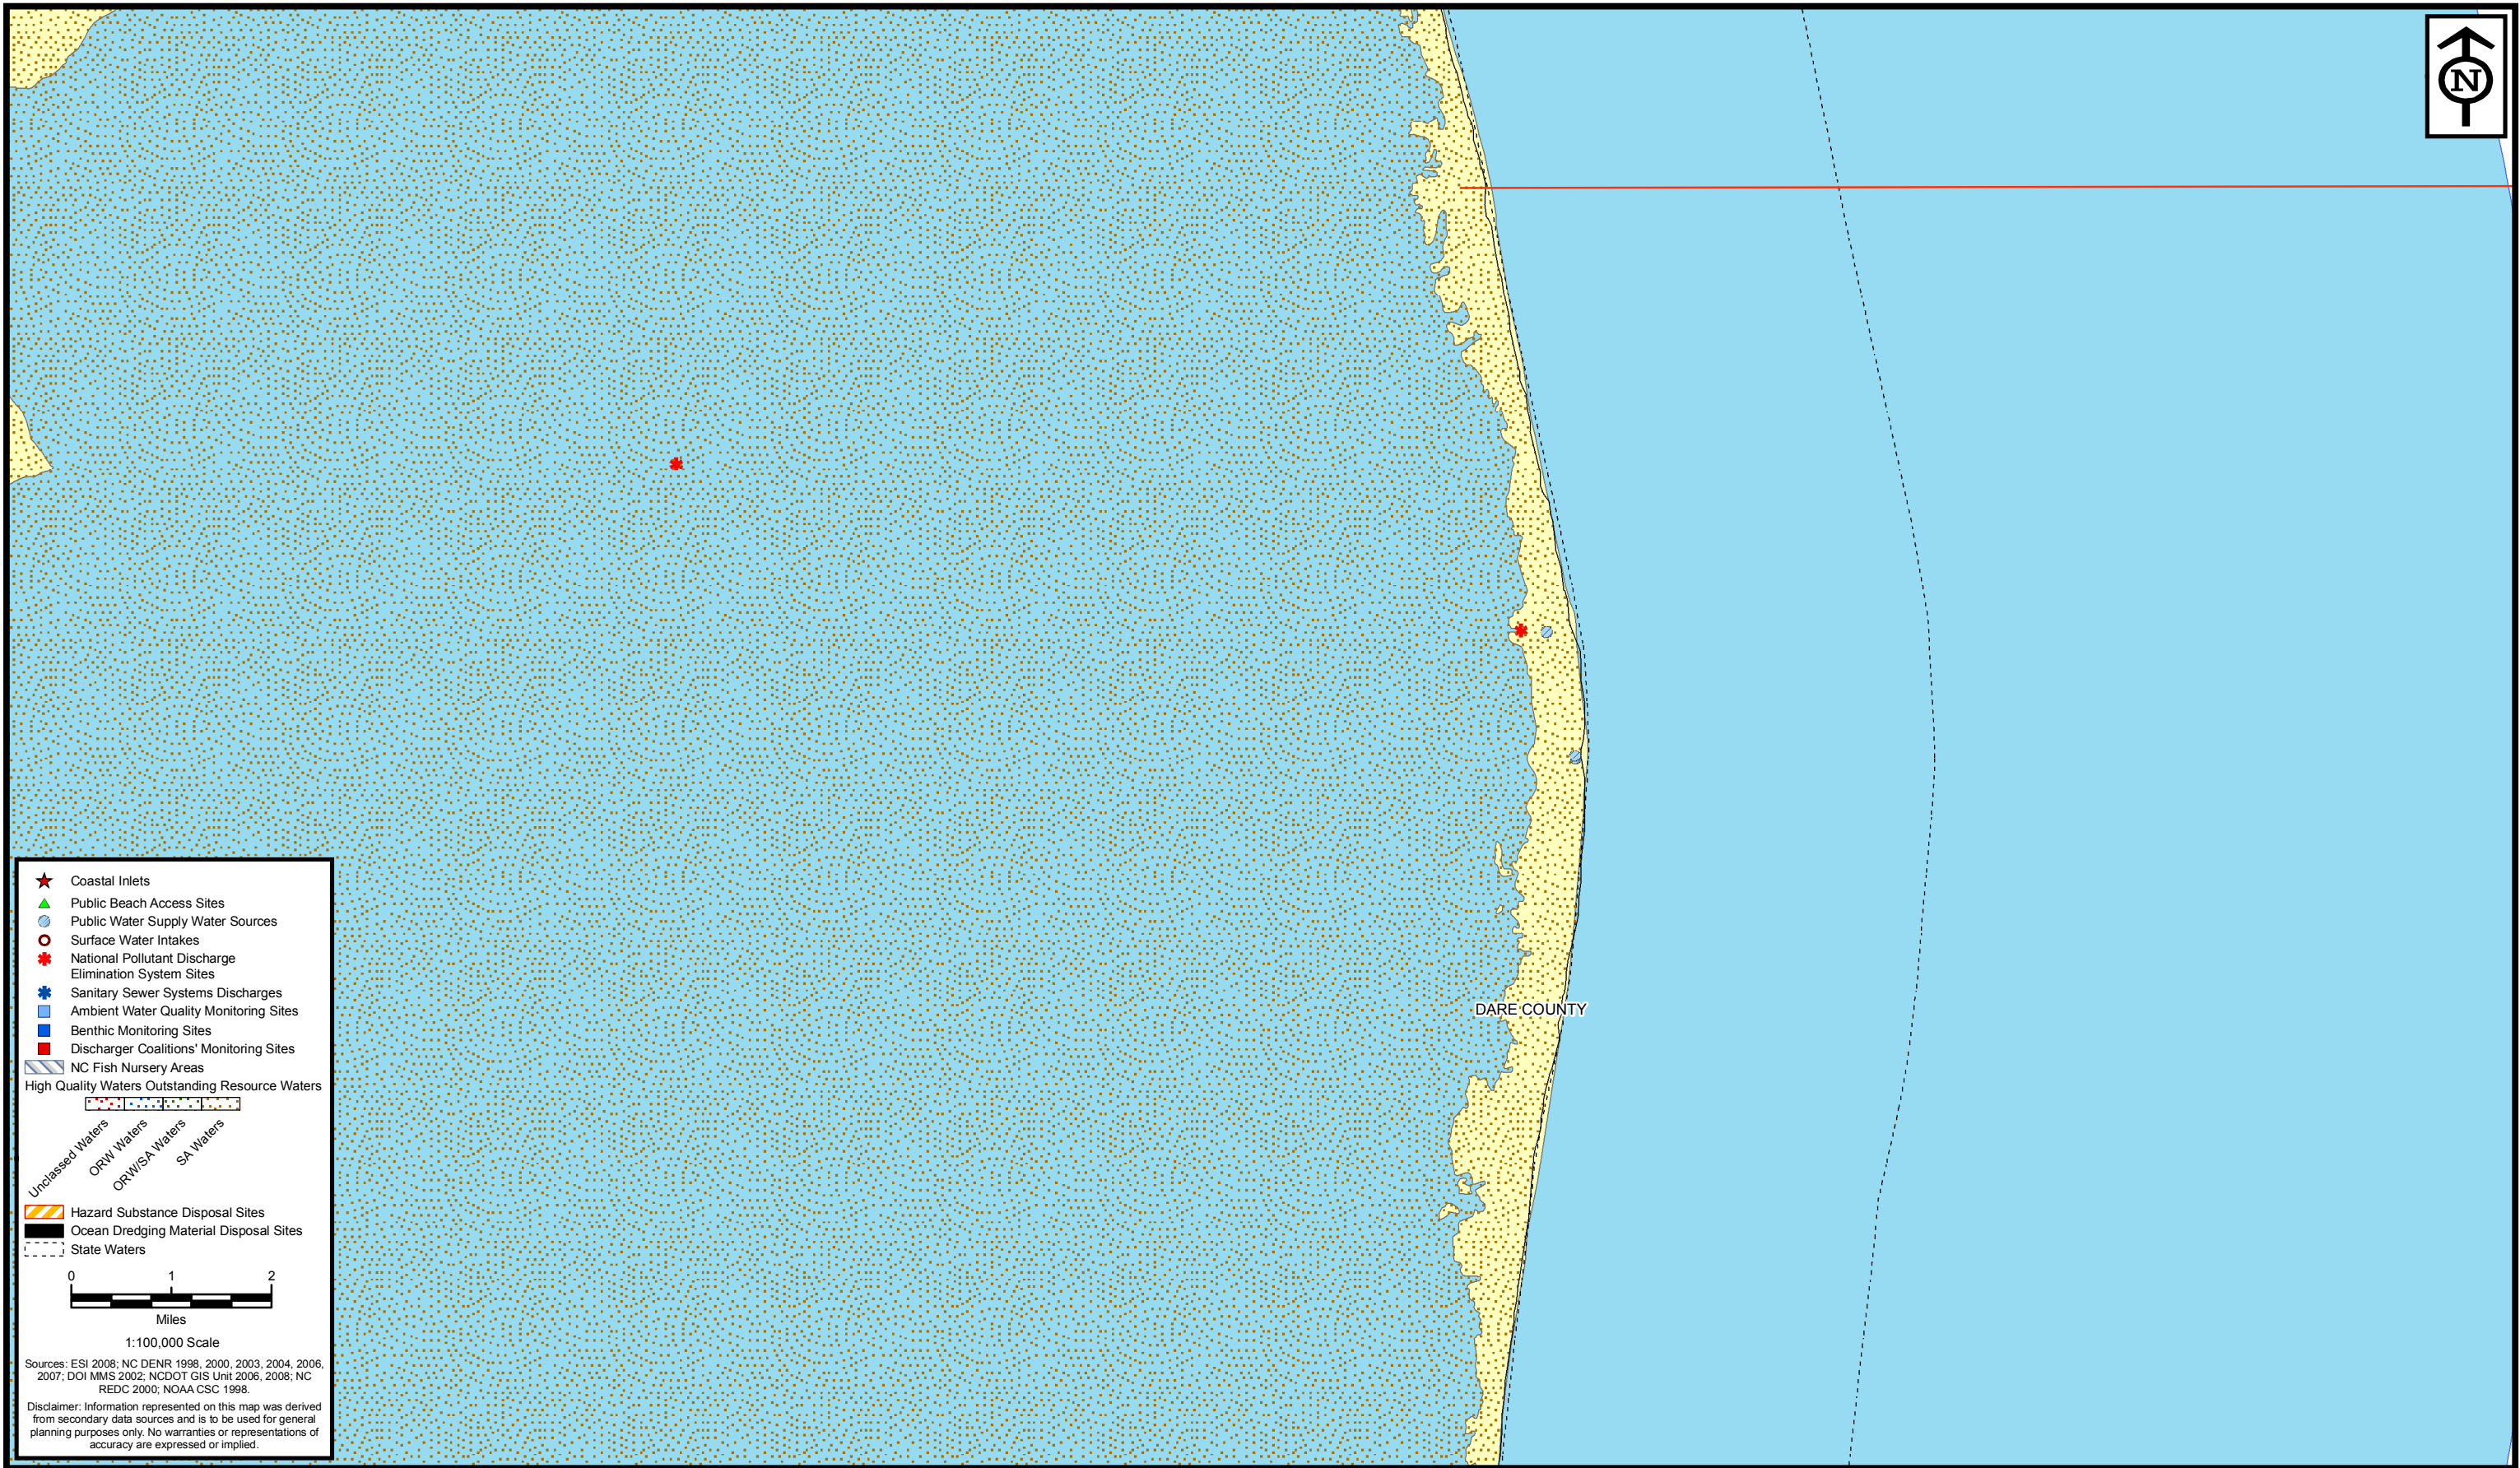 N
DARE COUNTY
Coastal Inlets
Public Beach Access Sites
Public Water Supply Water Sources
Surface Water Intakes
National Pollutant Discharge
Elimination System Sites
Sanitary Sewer Systems Discharges
Ambient Water Quality Monitoring Sites
Benthic Monitoring Sites
Discharger Coalitions' Monitoring Sites
NC Fish Nursery Areas
High Quality Waters Outstanding Resource Waters
Unclassed Waters
ORW Waters
ORW/SA Waters
SA Waters
Hazard Substance Disposal Sites
Ocean Dredging Material Disposal Sites
State Waters
0 1 2
Miles
1:100,000 Scale
Sources: ESI 2008; NC DENR 1998, 2000, 2003, 2004, 2006,
2007; DOI MMS 2002; NCDOT GIS Unit 2006, 2008; NC
REDC 2000; NOAA CSC 1998.
Disclaimer: Information represented on this map was derived
from secondary data sources and is to be used for general
planning purposes only. No warranties or representations of
accuracy are expressed or implied.